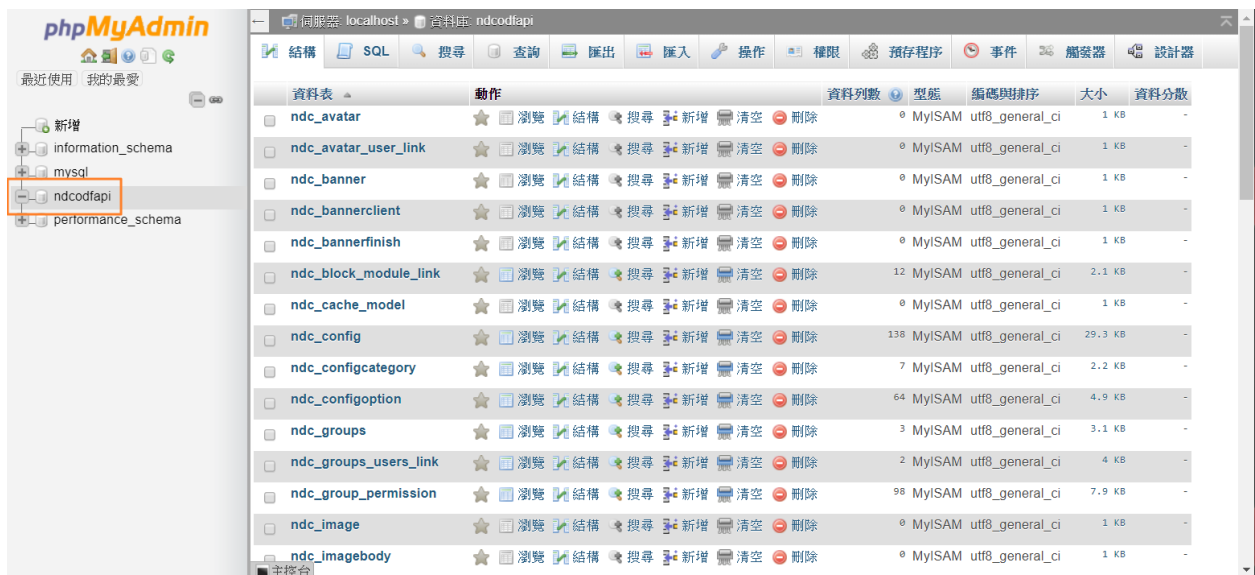 phpMyAdmin
最近使用 我的最愛
新增
information_schema
mysql
ndcodfapi
performance_schema
伺服器: localhost » 資料庫: ndcodfapi
結構 SQL 搜尋 查詢 匯出 匯入 操作 權限 預存程序 事件 觸發器 設計器
資料表 動作 資料列數 型態 編碼與排序 大小 資料分散
ndc_avatar 瀏覽 結構 搜尋 新增 清空 刪除 0 MyISAM utf8_general_ci 1 KB -
ndc_avatar_user_link 瀏覽 結構 搜尋 新增 清空 刪除 0 MyISAM utf8_general_ci 1 KB -
ndc_banner 瀏覽 結構 搜尋 新增 清空 刪除 0 MyISAM utf8_general_ci 1 KB -
ndc_bannerclient 瀏覽 結構 搜尋 新增 清空 刪除 0 MyISAM utf8_general_ci 1 KB -
ndc_bannerfinish 瀏覽 結構 搜尋 新增 清空 刪除 0 MyISAM utf8_general_ci 1 KB -
ndc_block_module_link 瀏覽 結構 搜尋 新增 清空 刪除 12 MyISAM utf8_general_ci 2.1 KB -
ndc_cache_model 瀏覽 結構 搜尋 新增 清空 刪除 0 MyISAM utf8_general_ci 1 KB -
ndc_config 瀏覽 結構 搜尋 新增 清空 刪除 138 MyISAM utf8_general_ci 29.3 KB -
ndc_configcategory 瀏覽 結構 搜尋 新增 清空 刪除 7 MyISAM utf8_general_ci 2.2 KB -
ndc_configoption 瀏覽 結構 搜尋 新增 清空 刪除 64 MyISAM utf8_general_ci 4.9 KB -
ndc_groups 瀏覽 結構 搜尋 新增 清空 刪除 3 MyISAM utf8_general_ci 3.1 KB -
ndc_groups_users_link 瀏覽 結構 搜尋 新增 清空 刪除 2 MyISAM utf8_general_ci 4 KB -
ndc_group_permission 瀏覽 結構 搜尋 新增 清空 刪除 98 MyISAM utf8_general_ci 7.9 KB -
ndc_image 瀏覽 結構 搜尋 新增 清空 刪除 0 MyISAM utf8_general_ci 1 KB -
ndc_imagebody 瀏覽 結構 搜尋 新增 清空 刪除 0 MyISAM utf8_general_ci 1 KB -
主控台